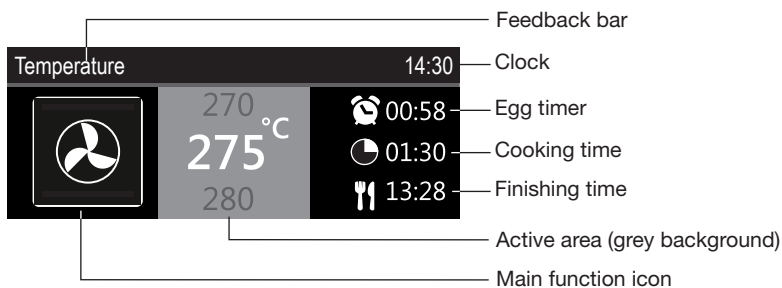 Feedback bar
Temperature 14:30 Clock
270 00:58 Egg timer
275°C 01:30 Cooking time
280 13:28 Finishing time
Active area (grey background)
Main function icon